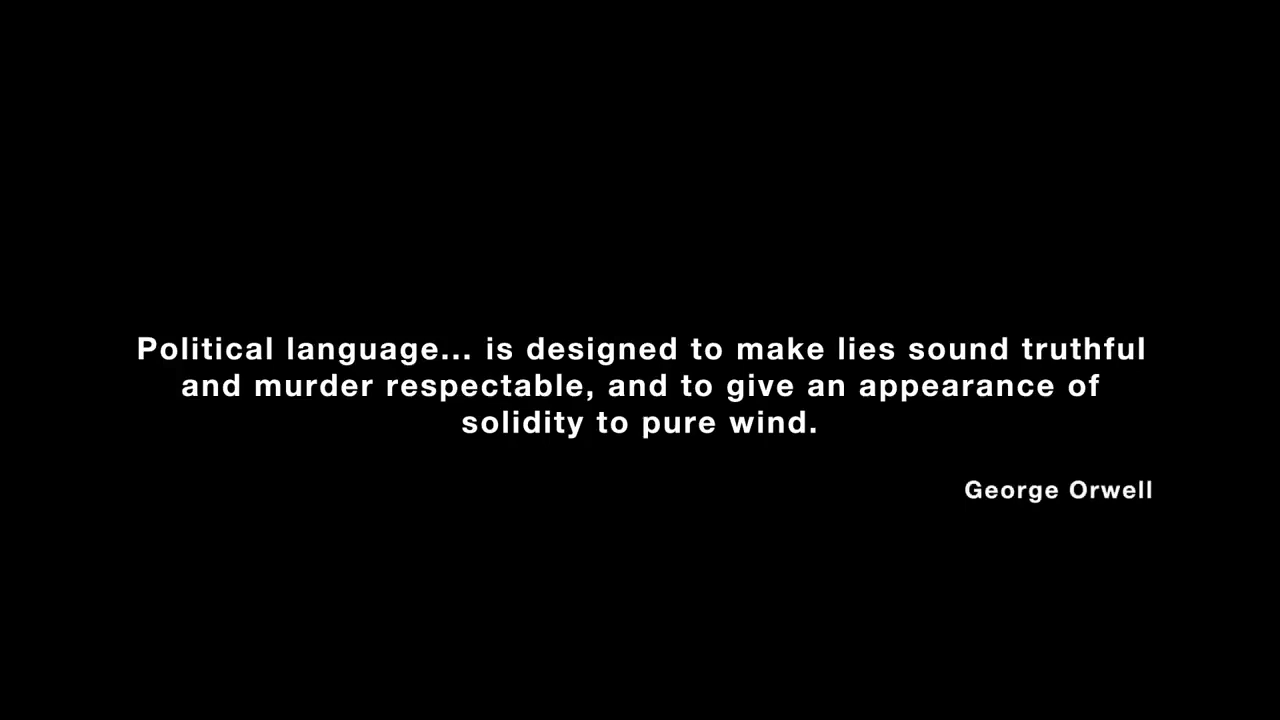 Political language... is designed to make lies sound truthful
and murder respectable, and to give an appearance of
solidity to pure wind.
George Orwell